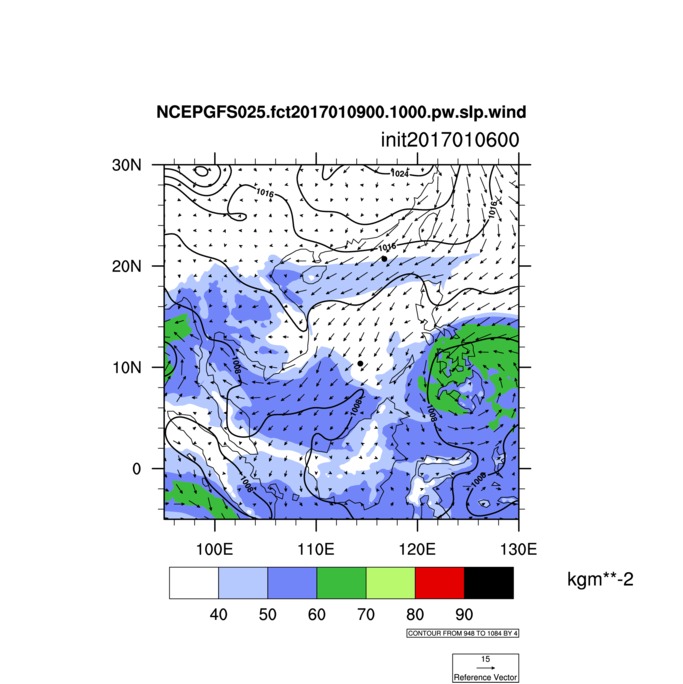 NCEPGFS025.fct2017010900.1000.pw.slp.wind
init2017010600
30N
1024
1016
1016
1016
20N
10N
1008
1008
1008
0
1008
1008
100E 110E 120E 130E
kgm**-2
40 50 60 70 80 90
CONTOUR FROM 948 TO 1084 BY 4
15
Reference Vector